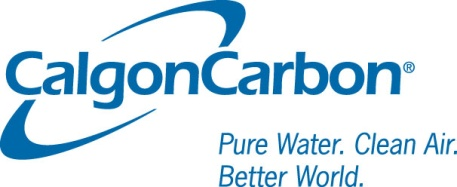 CalgonCarbon®
Pure Water. Clean Air.
Better World.